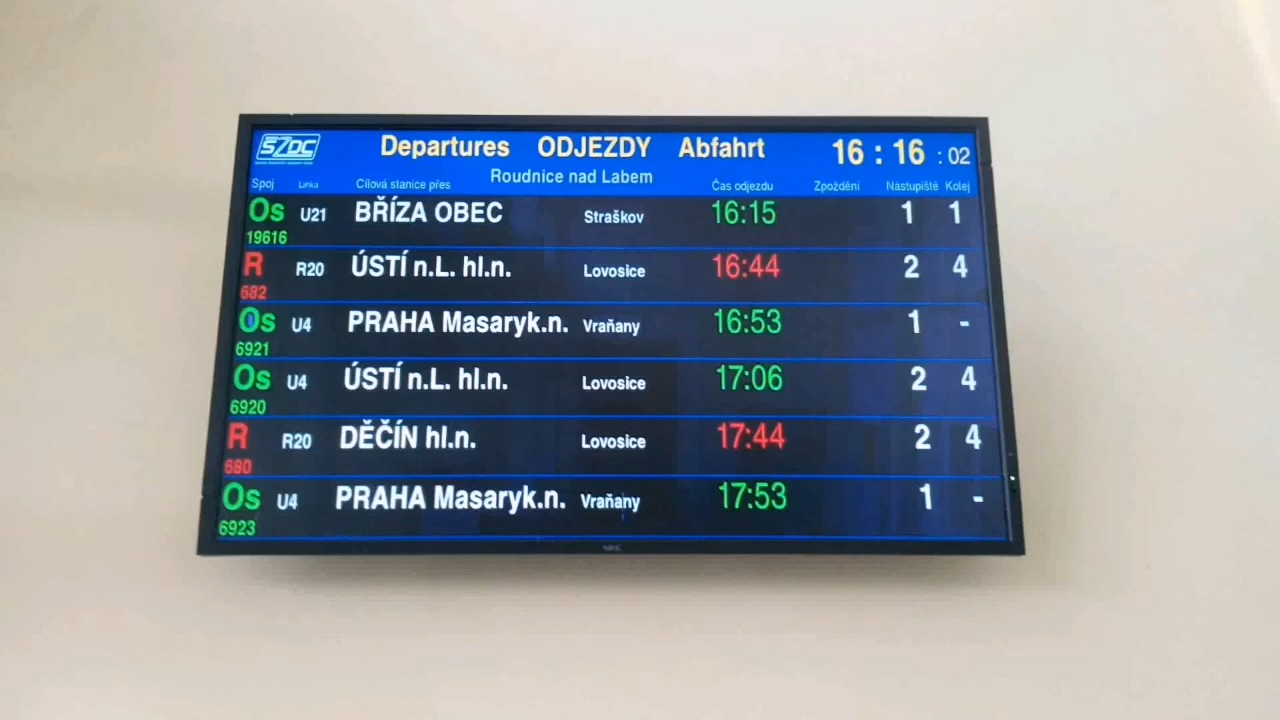 SŽDC Departures ODJEZDY Abfahrt 16 : 16 : 02
Roudnice nad Labem
Spoj Linka Cílová stanice přes Čas odjezdu Zpoždění Nástupiště Kolej
Os U21 BŘÍZA OBEC Straškov 16:15 1 1
19616
R R20 ÚSTÍ n.L. hl.n. Lovosice 16:44 2 4
682
Os U4 PRAHA Masaryk.n. Vraňany 16:53 1 -
6921
Os U4 ÚSTÍ n.L. hl.n. Lovosice 17:06 2 4
6920
R R20 DĚČÍN hl.n. Lovosice 17:44 2 4
680
Os U4 PRAHA Masaryk.n. Vraňany 17:53 1 -
6923
NEC